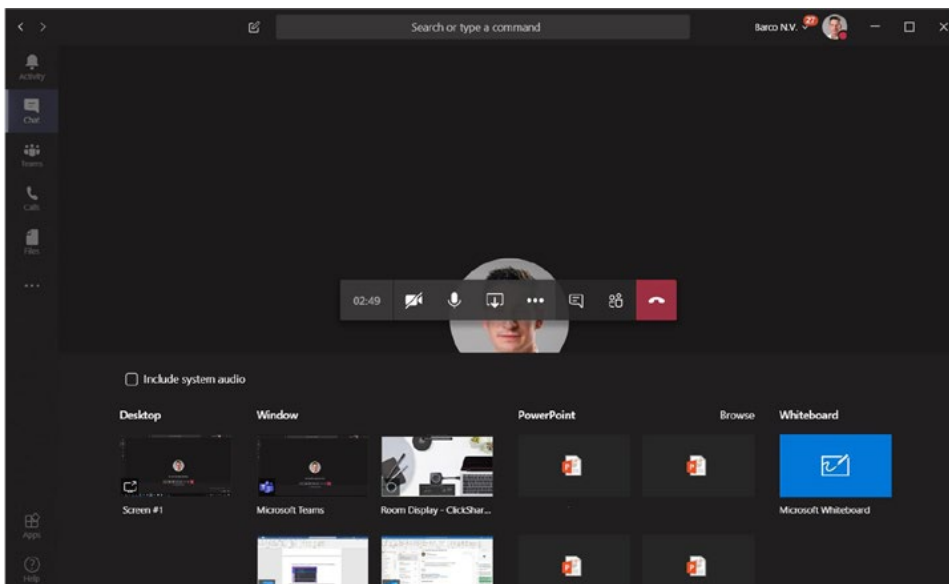 Search or type a command
Barco N.V.
27
Activity
Chat
Teams
Calls
Files
02:49
Include system audio
Desktop
Window
PowerPoint
Browse
Whiteboard
Screen #1
Microsoft Teams
Room Display - ClickShar...
Microsoft Whiteboard
Apps
Help